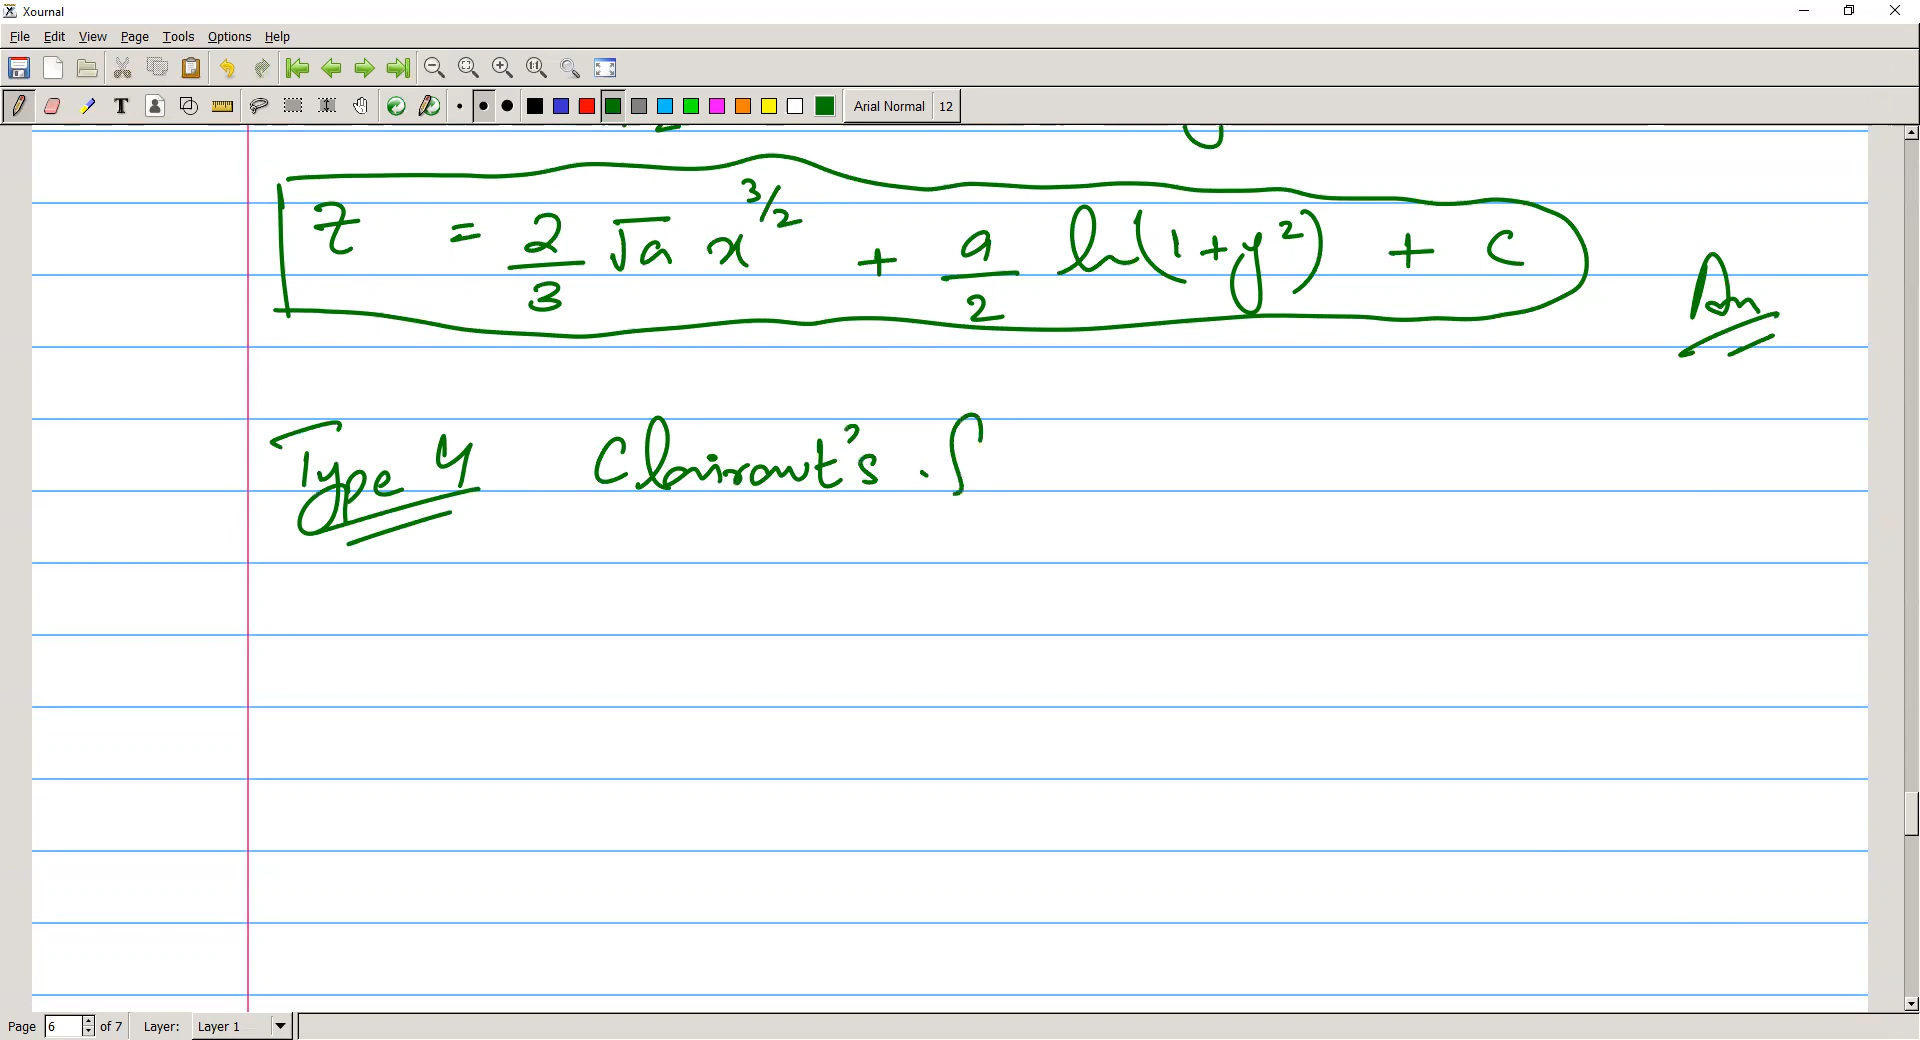 Xournal
File Edit View Page Tools Options Help
Arial Normal 12
z = 2/3 √a x^3/2 + a/2 ln(1+y²) + c
An
Type 4 Clairaut's . f
Page 6 of 7 Layer: Layer 1